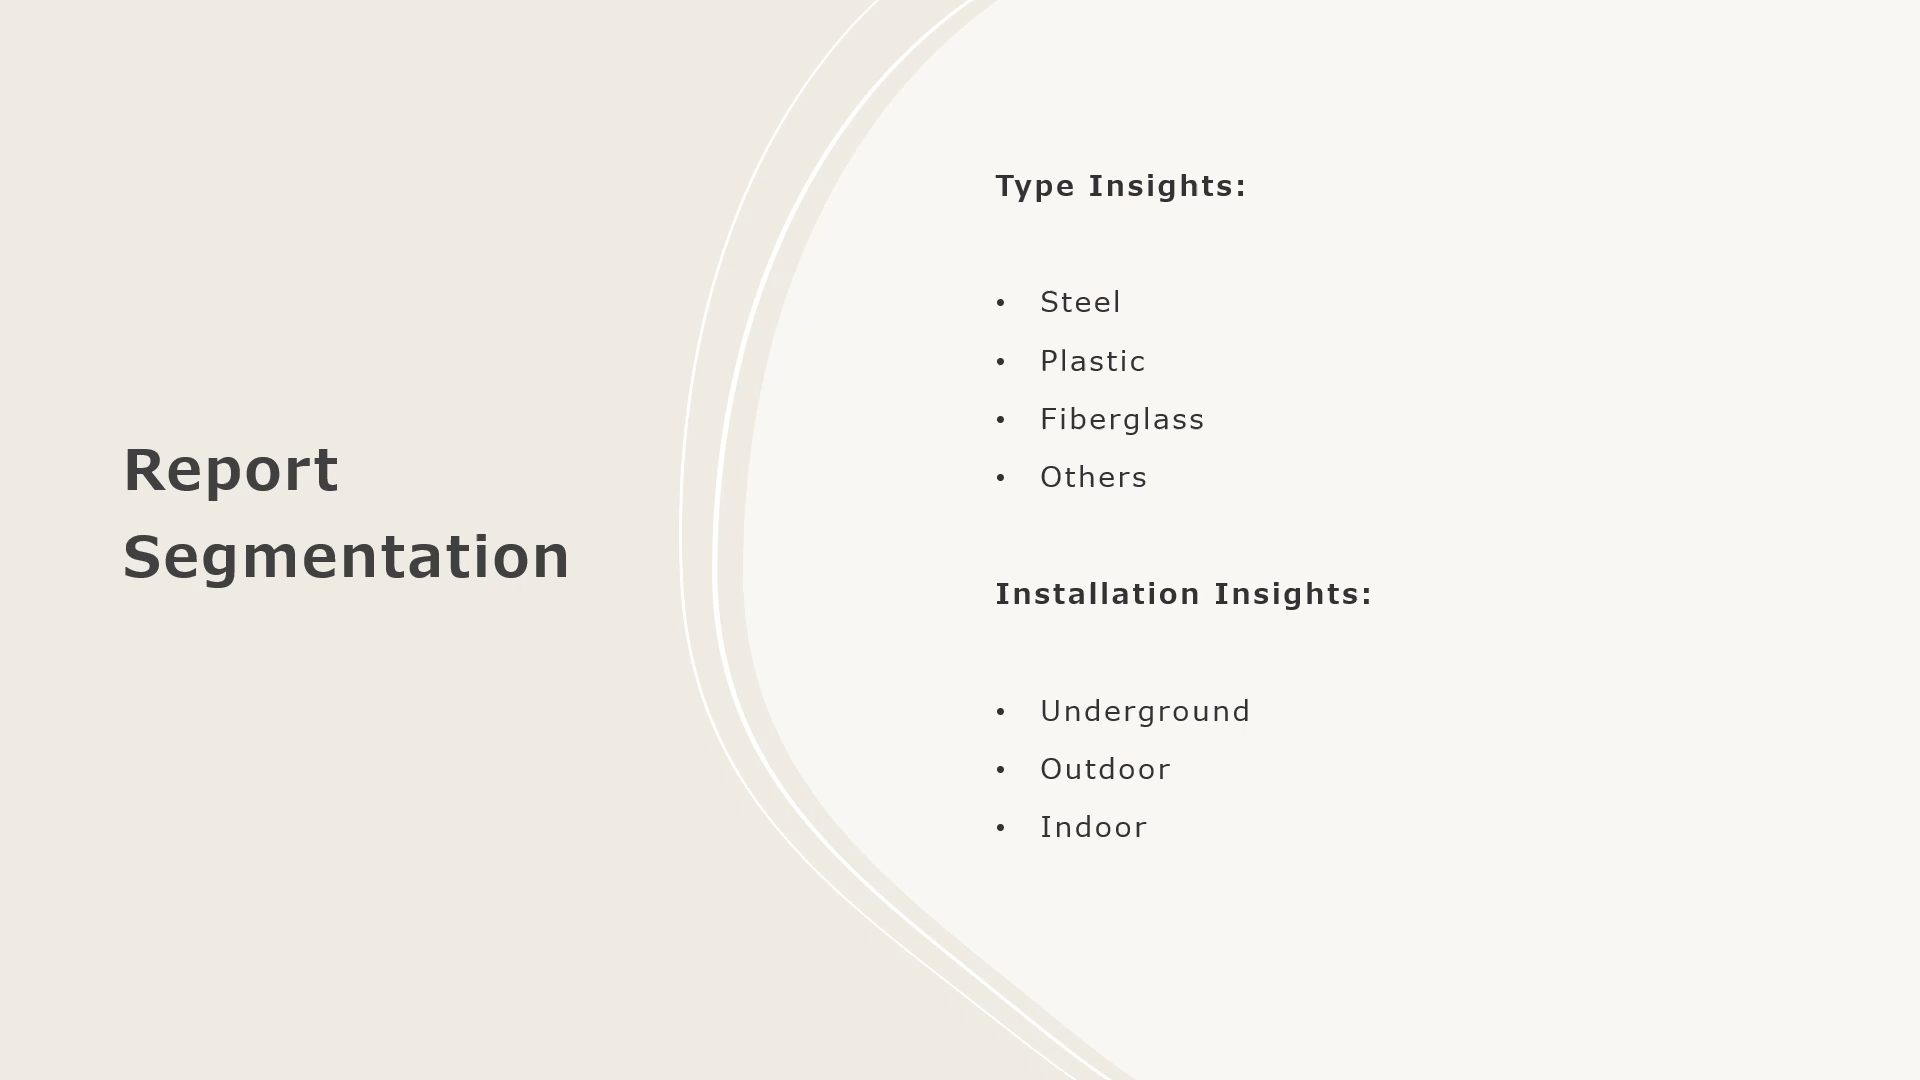 Report
Segmentation
Type Insights:
• Steel
• Plastic
• Fiberglass
• Others
Installation Insights:
• Underground
• Outdoor
• Indoor